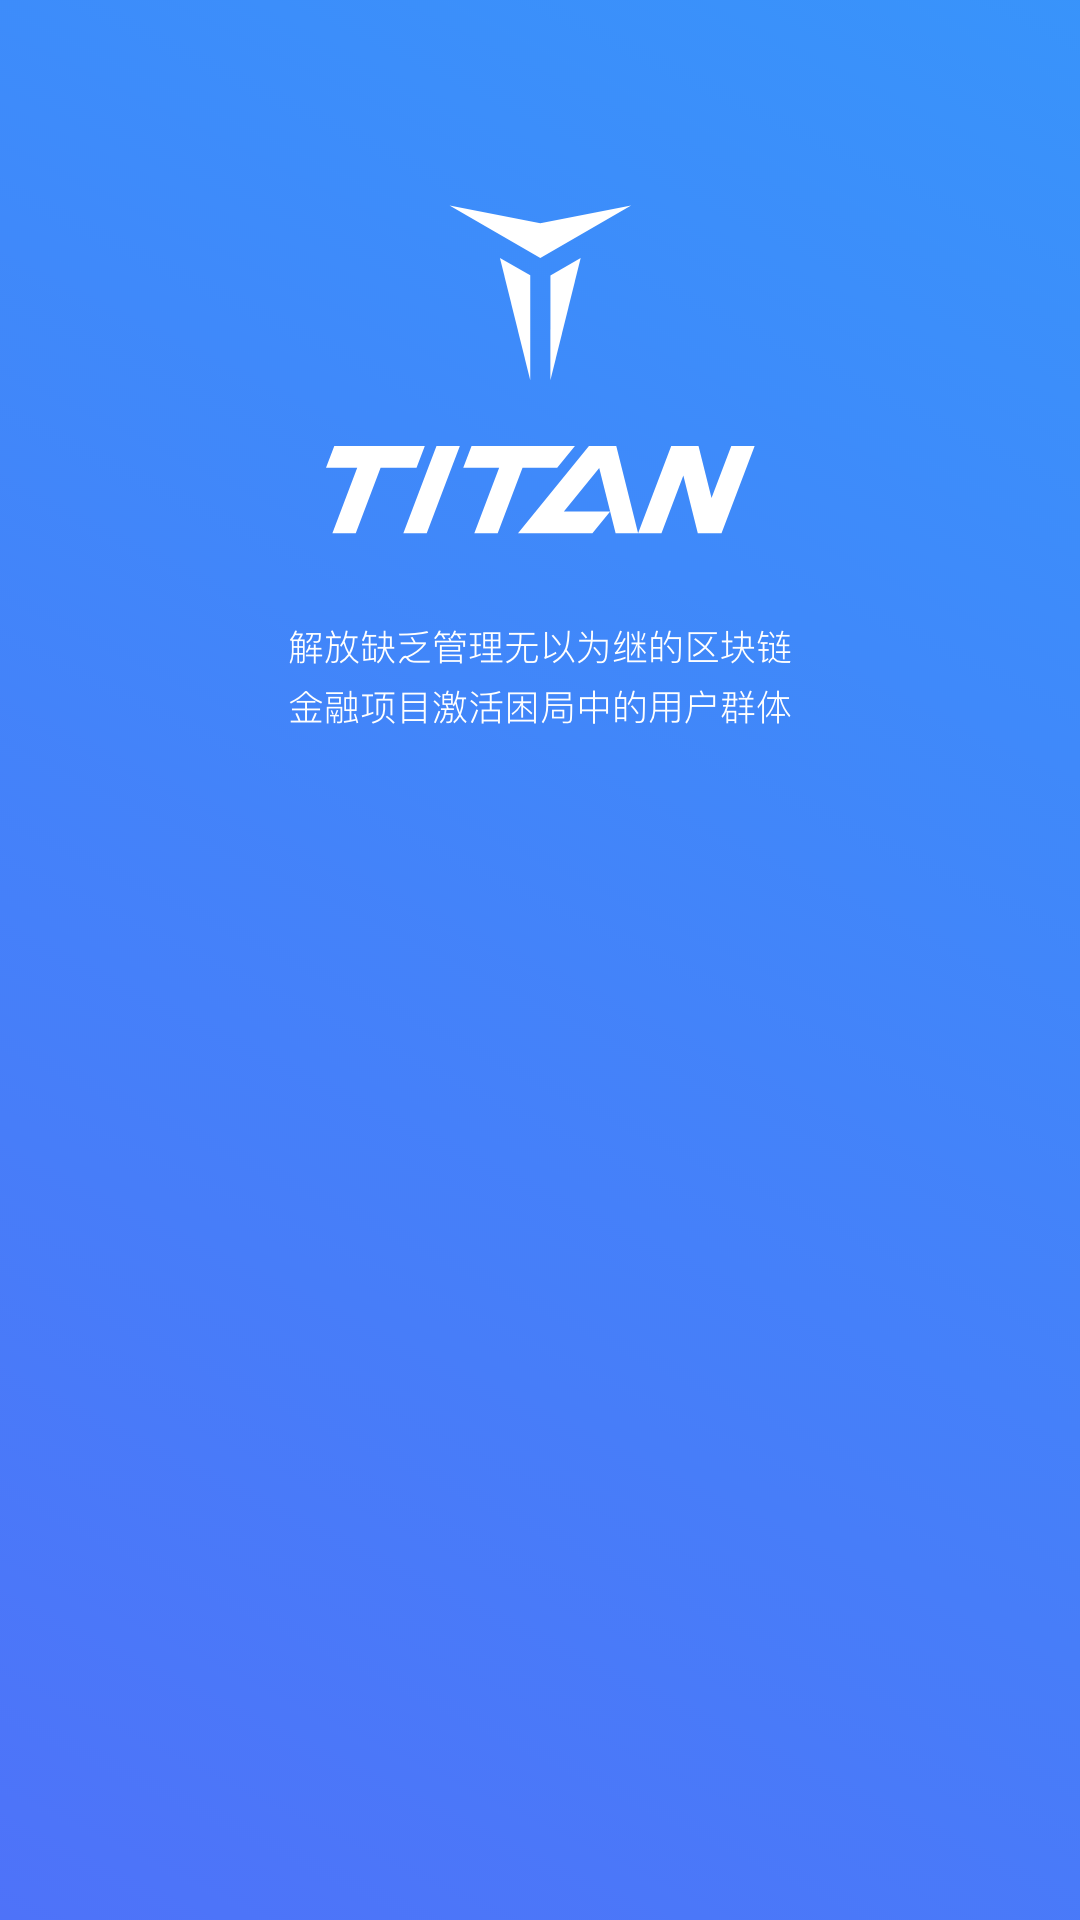 TITAN
解放缺乏管理无以为继的区块链
金融项目激活困局中的用户群体